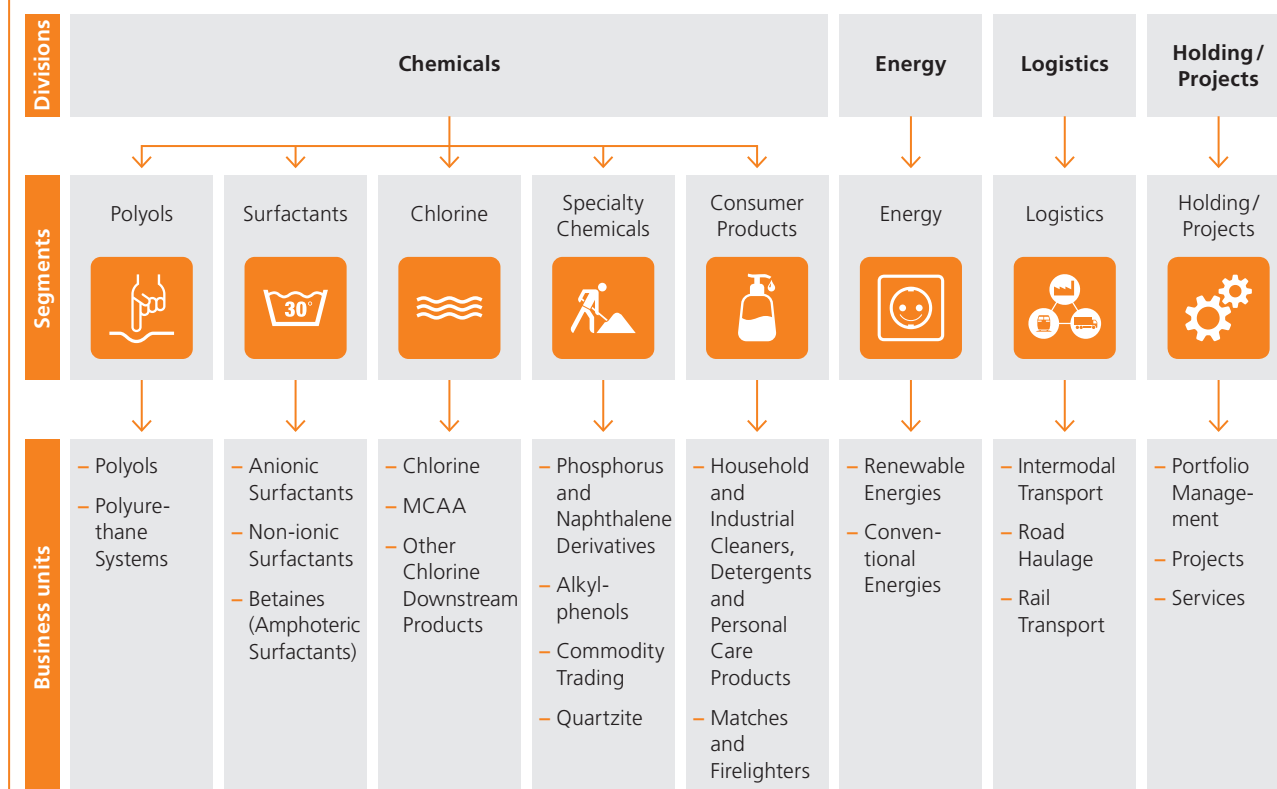 Divisions
Chemicals
Energy
Logistics
Holding/
Projects
Segments
Polyols
Surfactants
Chlorine
Specialty
Chemicals
Consumer
Products
Energy
Logistics
Holding/
Projects
30°
Business units
– Polyols
– Polyure-
thane
Systems
– Anionic
Surfactants
– Non-ionic
Surfactants
– Betaines
(Amphoteric
Surfactants)
– Chlorine
– MCAA
– Other
Chlorine
Downstream
Products
– Phosphorus
and
Naphthalene
Derivatives
– Alkyl-
phenols
– Commodity
Trading
– Quartzite
– Household
and
Industrial
Cleaners,
Detergents
and
Personal
Care
Products
– Matches
and
Firelighters
– Renewable
Energies
– Conven-
tional
Energies
– Intermodal
Transport
– Road
Haulage
– Rail
Transport
– Portfolio
Manage-
ment
– Projects
– Services